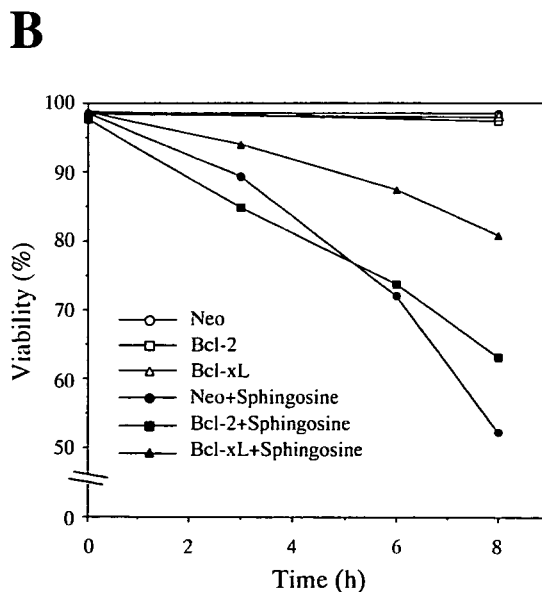 B
100
90
80
70
60
50
0
Viability (%)
Neo
Bcl-2
Bcl-xL
Neo+Sphingosine
Bcl-2+Sphingosine
Bcl-xL+Sphingosine
0 2 4 6 8
Time (h)